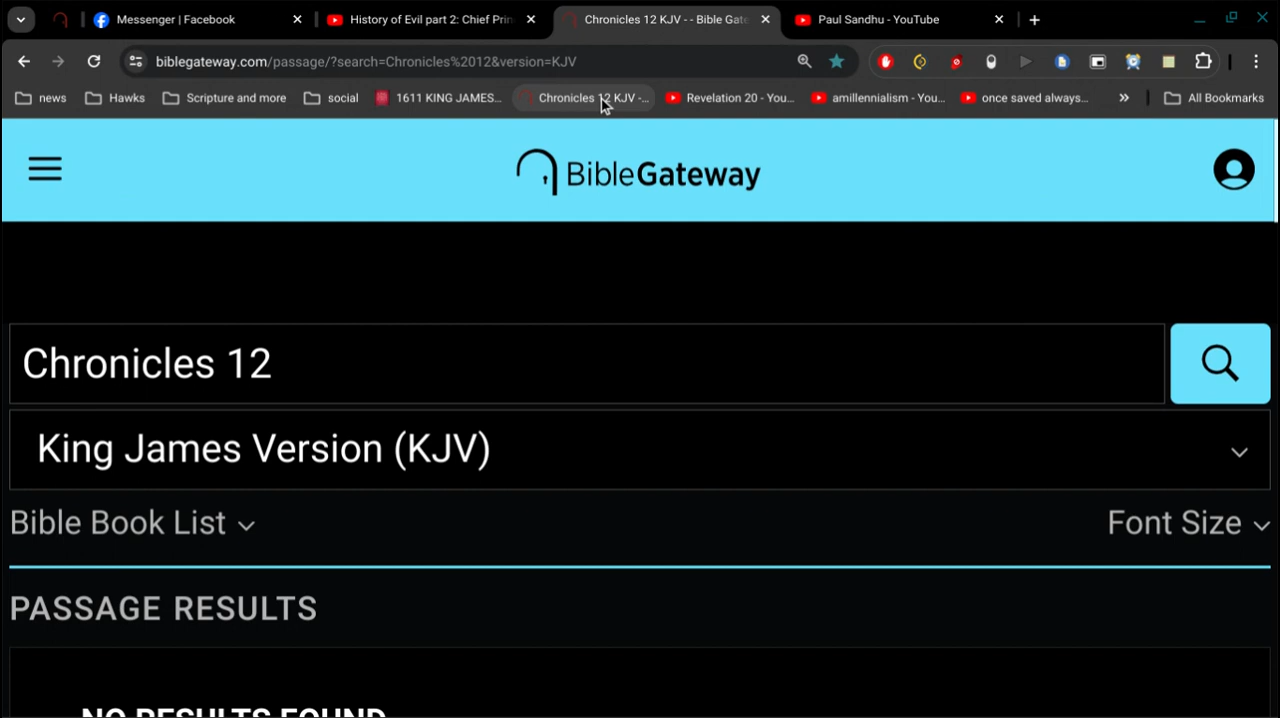 Messenger | Facebook
History of Evil part 2: Chief Prin
Chronicles 12 KJV - - Bible Gate
Paul Sandhu - YouTube
biblegateway.com/passage/?search=Chronicles%2012&version=KJV
news
Hawks
Scripture and more
social
1611 KING JAMES...
Chronicles 12 KJV -...
Revelation 20 - You...
amillennialism - You...
once saved always...
All Bookmarks
BibleGateway
Chronicles 12
King James Version (KJV)
Bible Book List
Font Size
PASSAGE RESULTS
NO RESULTS FOUND